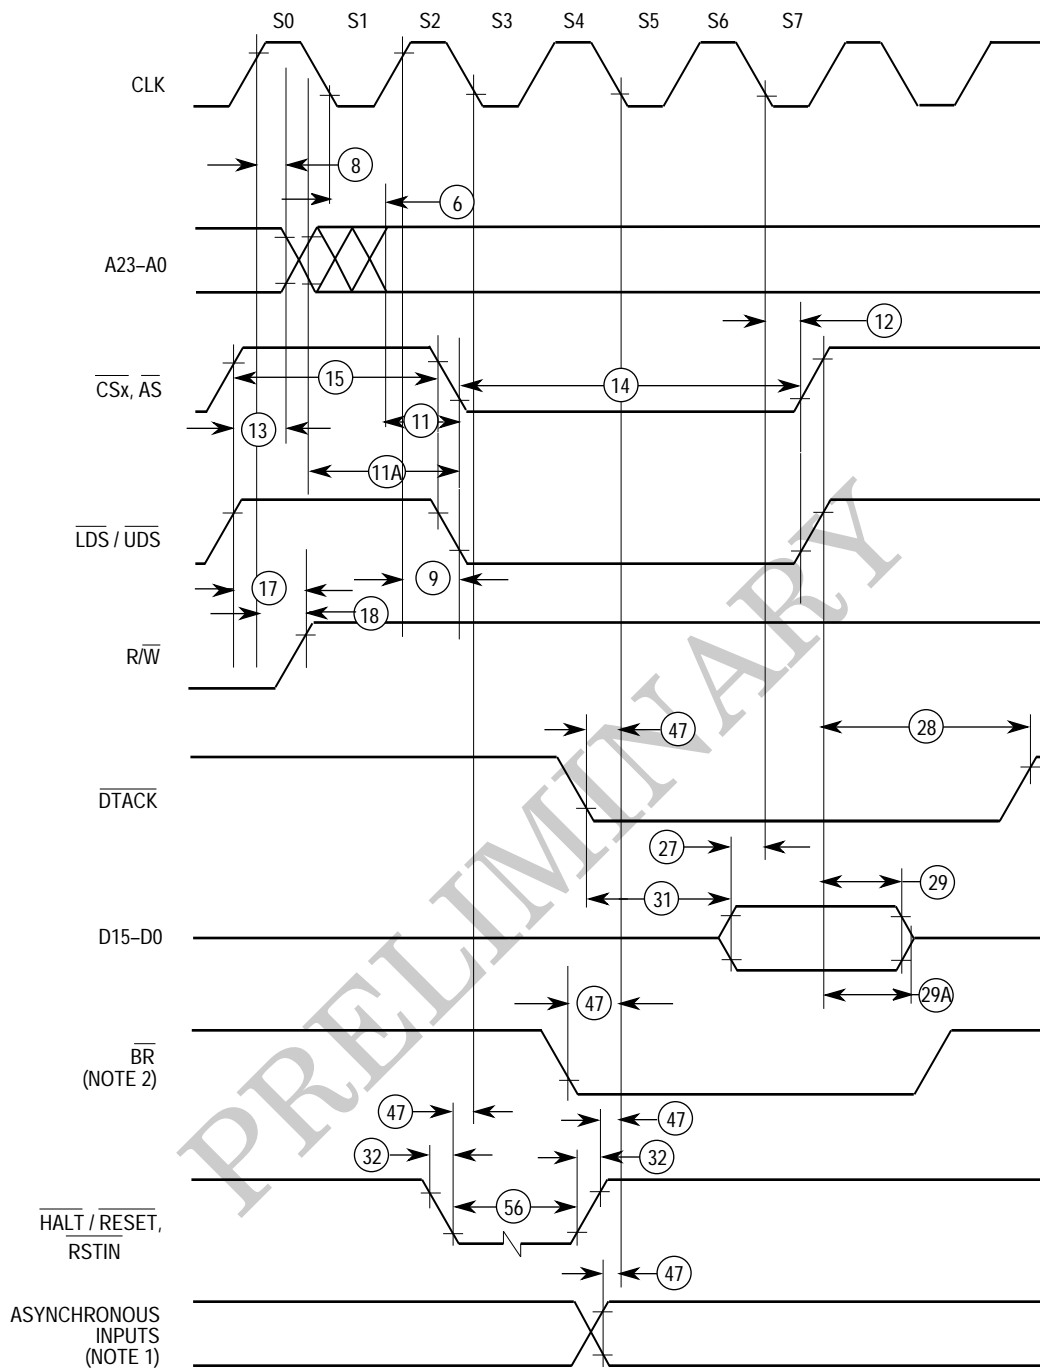 S0 S1 S2 S3 S4 S5 S6 S7
CLK
8
6
A23–A0
12
CSx, AS
15
14
13
11
11A
LDS / UDS
9
17
18
R/W
47
28
DTACK
27
29
31
D15–D0
47
29A
BR
(NOTE 2)
47
47
32
32
56
HALT / RESET,
RSTIN
47
ASYNCHRONOUS
INPUTS
(NOTE 1)
PRELIMINARY